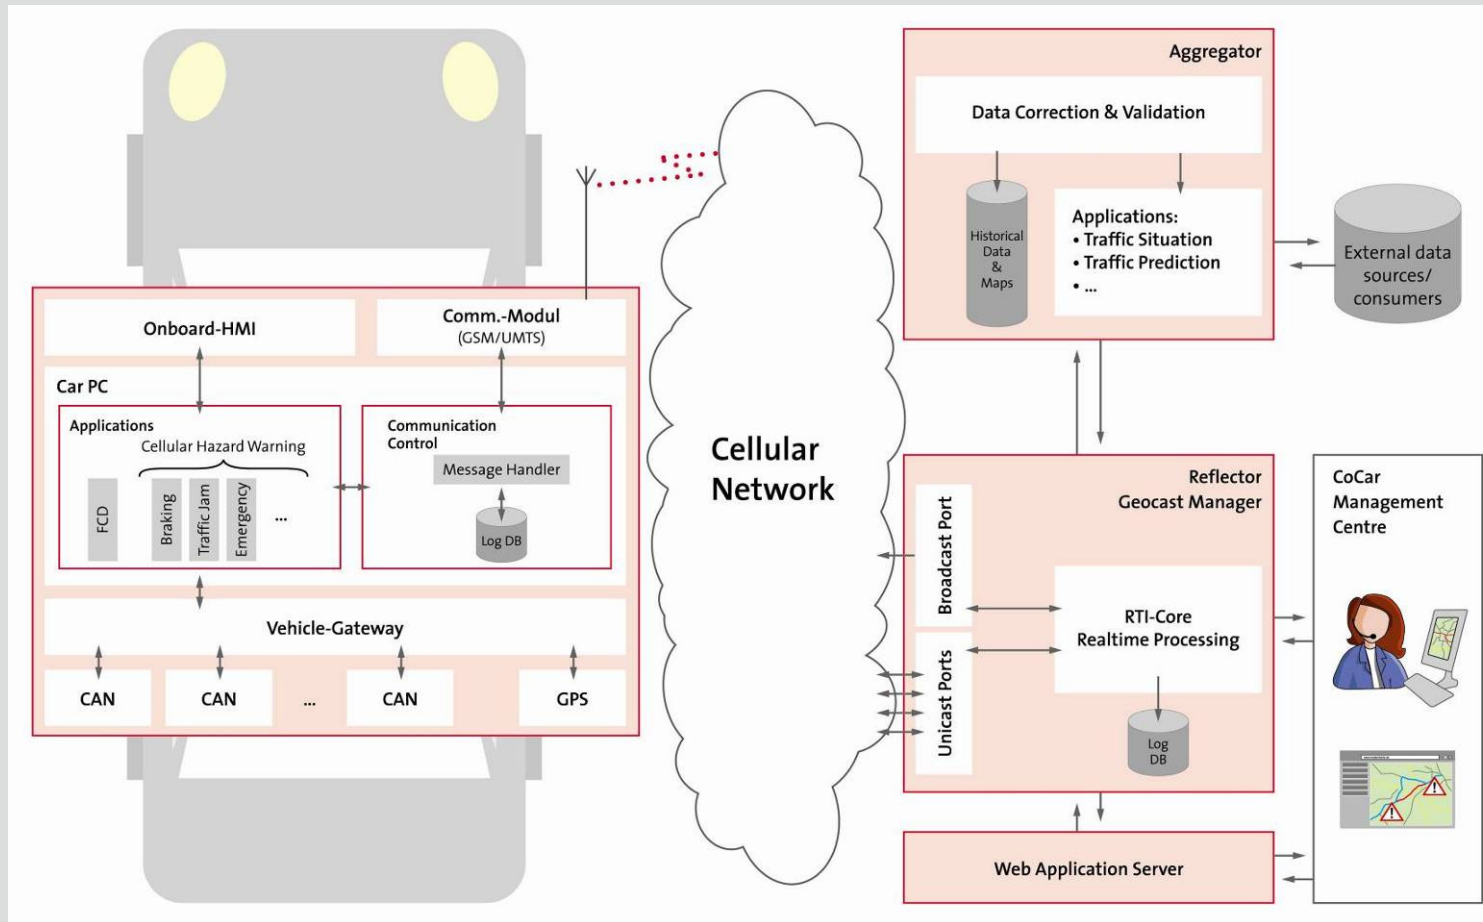 Onboard-HMI
Comm.-Modul
(GSM/UMTS)
Car PC
Applications
Cellular Hazard Warning
FCD
Braking
Traffic Jam
Emergency
...
Communication
Control
Message Handler
Log DB
Vehicle-Gateway
CAN
CAN
...
CAN
GPS
Cellular
Network
Aggregator
Data Correction & Validation
Historical
Data
&
Maps
Applications:
• Traffic Situation
• Traffic Prediction
• ...
External data
sources/
consumers
Reflector
Geocast Manager
Broadcast Port
Unicast Ports
RTI-Core
Realtime Processing
Log
DB
CoCar
Management
Centre
Web Application Server